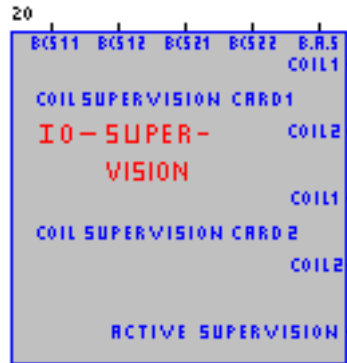 20
BCS11 BCS12 BCS21 BCS22 B.A.S
COIL1
COIL SUPERVISION CARD1
IO-SUPER- COIL2
VISION
COIL1
COIL SUPERVISION CARD2
COIL2
ACTIVE SUPERVISION